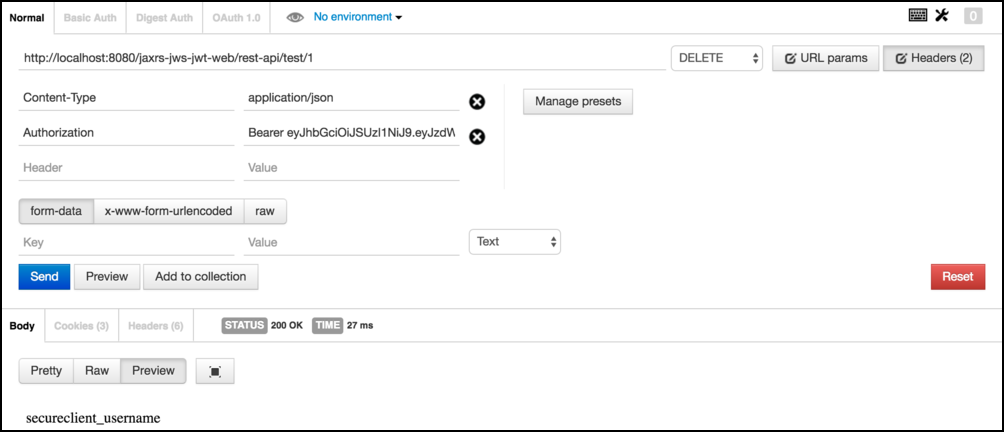 Normal Basic Auth Digest Auth OAuth 1.0 No environment 0
http://localhost:8080/jaxrs-jws-jwt-web/rest-api/test/1 DELETE URL params Headers (2)
Content-Type application/json Manage presets
Authorization Bearer eyJhbGciOiJSUzI1NiJ9.eyJzdW
Header Value
form-data x-www-form-urlencoded raw
Key Value Text
Send Preview Add to collection Reset
Body Cookies (3) Headers (6) STATUS 200 OK TIME 27 ms
Pretty Raw Preview
secureclient_username